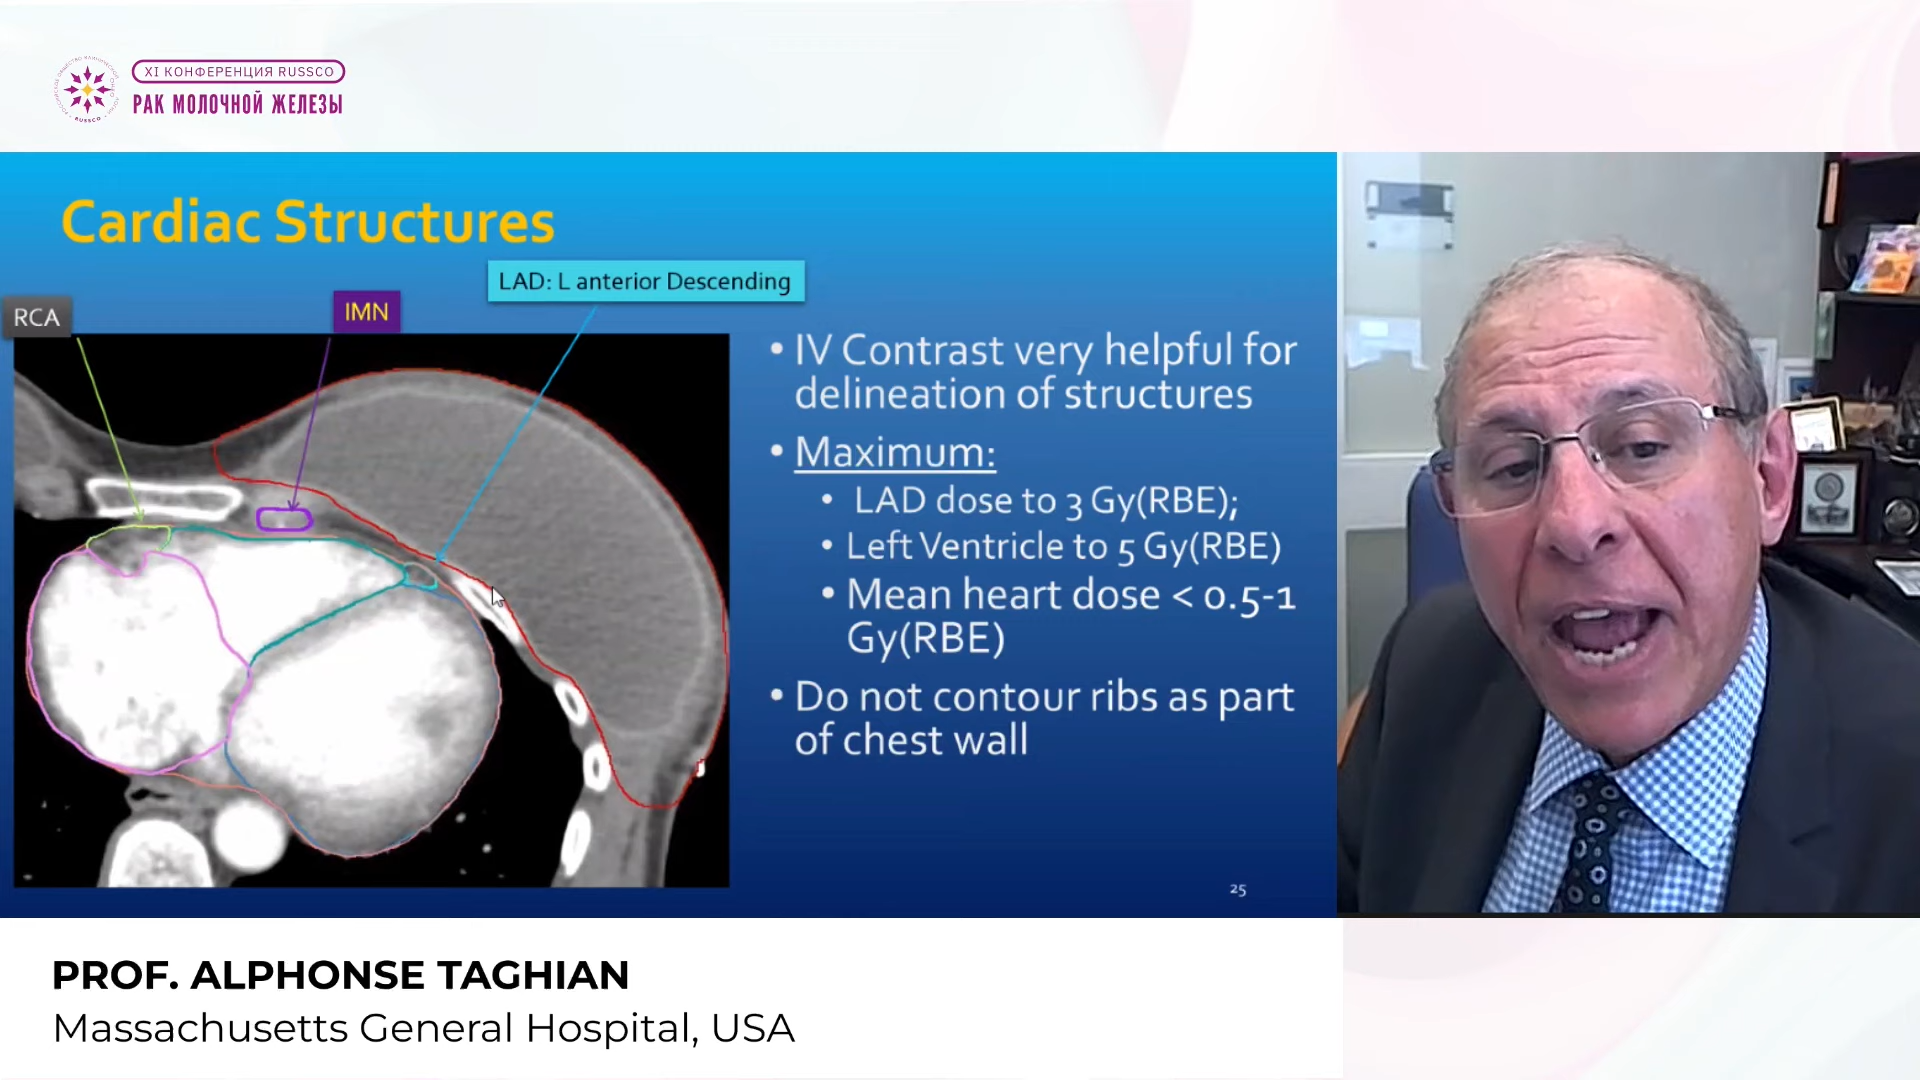 XI КОНФЕРЕНЦИЯ RUSSCO
РАК МОЛОЧНОЙ ЖЕЛЕЗЫ
RUSSCO
Cardiac Structures
LAD: L anterior Descending
RCA
IMN
• IV Contrast very helpful for
delineation of structures
• Maximum:
• LAD dose to 3 Gy(RBE);
• Left Ventricle to 5 Gy(RBE)
• Mean heart dose < 0.5-1
Gy(RBE)
• Do not contour ribs as part
of chest wall
25
PROF. ALPHONSE TAGHIAN
Massachusetts General Hospital, USA